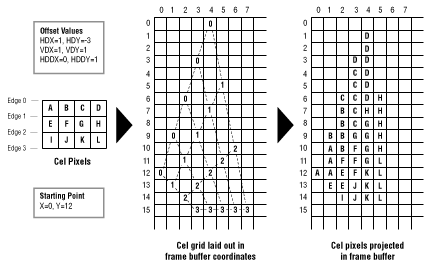 Offset Values
HDX=1, HDY=-3
VDX=1, VDY=1
HDDX=0, HDDY=1
Edge 0
Edge 1
Edge 2
Edge 3
A B C D
E F G H
I J K L
Cel Pixels
Starting Point
X=0, Y=12
0 1 2 3 4 5 6 7
0 0
1
2
3 0
4
5 1
6 0
7 1
8
9 0 1
10 2
11 1 2
12 0 2
13 1 2
14 2
15 3 3 3 3 3
Cel grid laid out in
frame buffer coordinates
0 1 2 3 4 5 6 7
0
1 D
2
3 D D
4 C D
5 C D
6 C C D H
7 B C H H
8 B C G H
9 B B G G H
10 A B F G H
11 A F F G L
12 A A E F K L
13 E E J K L
14 I J K L
15
Cel pixels projected
in frame buffer